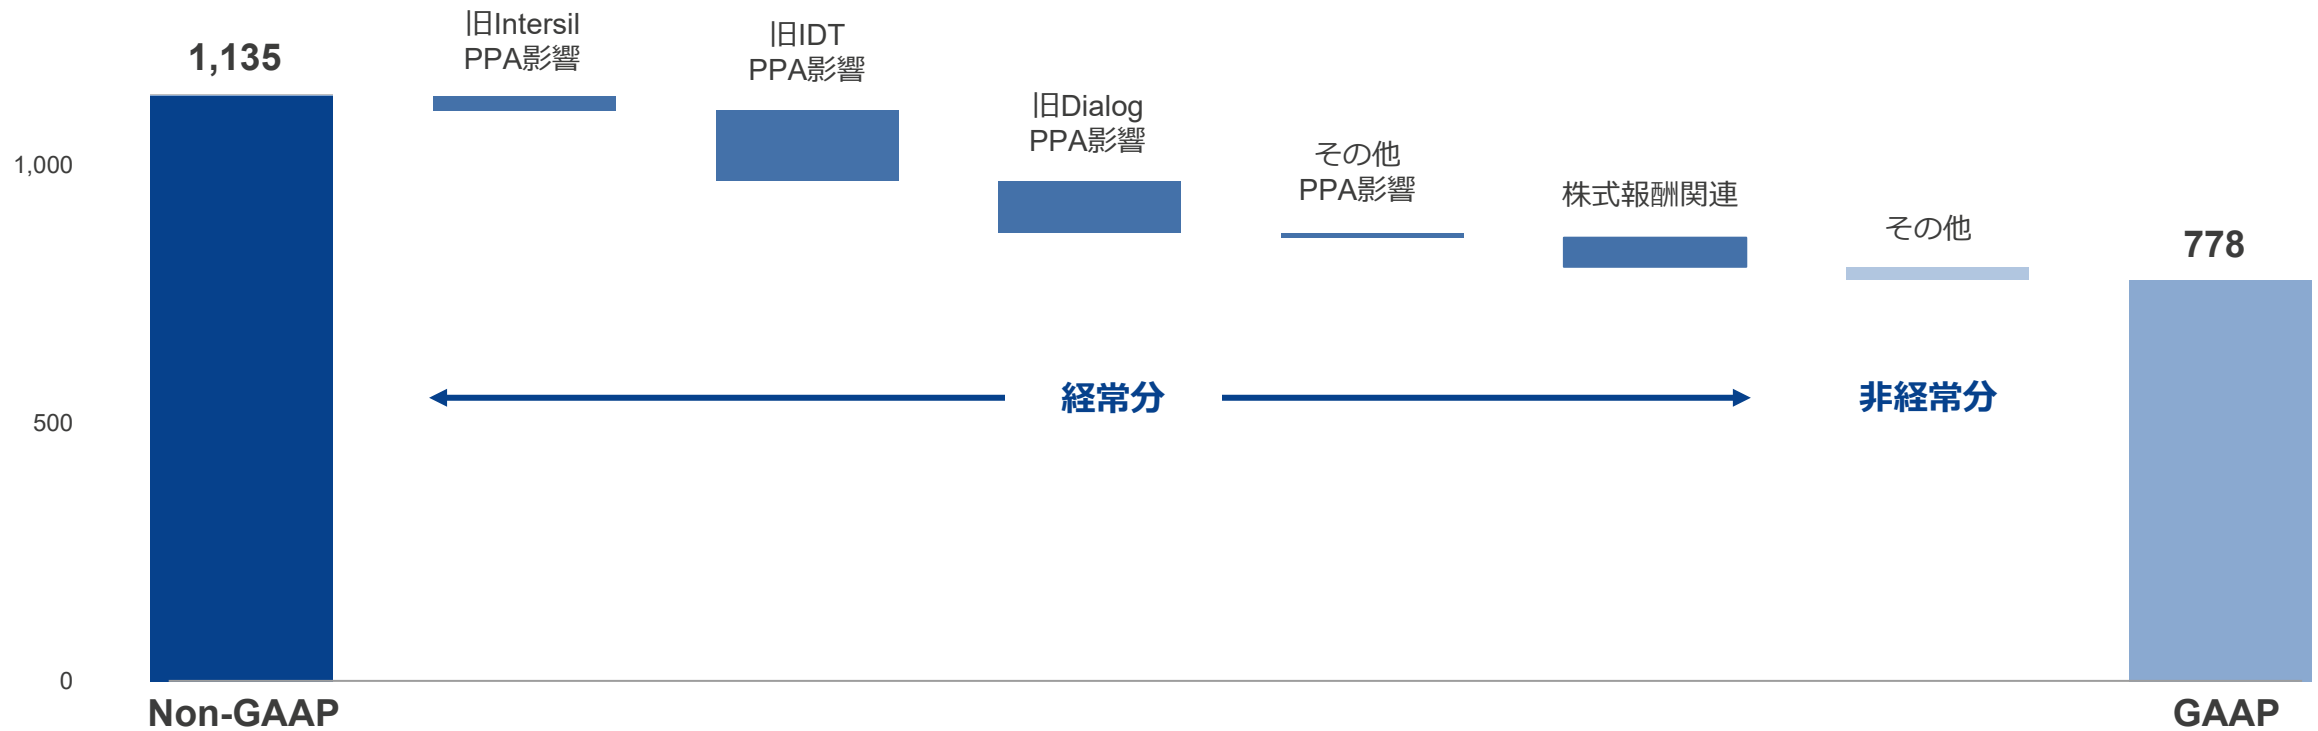 1,135
旧Intersil
PPA影響
旧IDT
PPA影響
旧Dialog
PPA影響
その他
PPA影響
株式報酬関連
その他
778
1,000
500
0
経常分
非経常分
Non-GAAP
GAAP